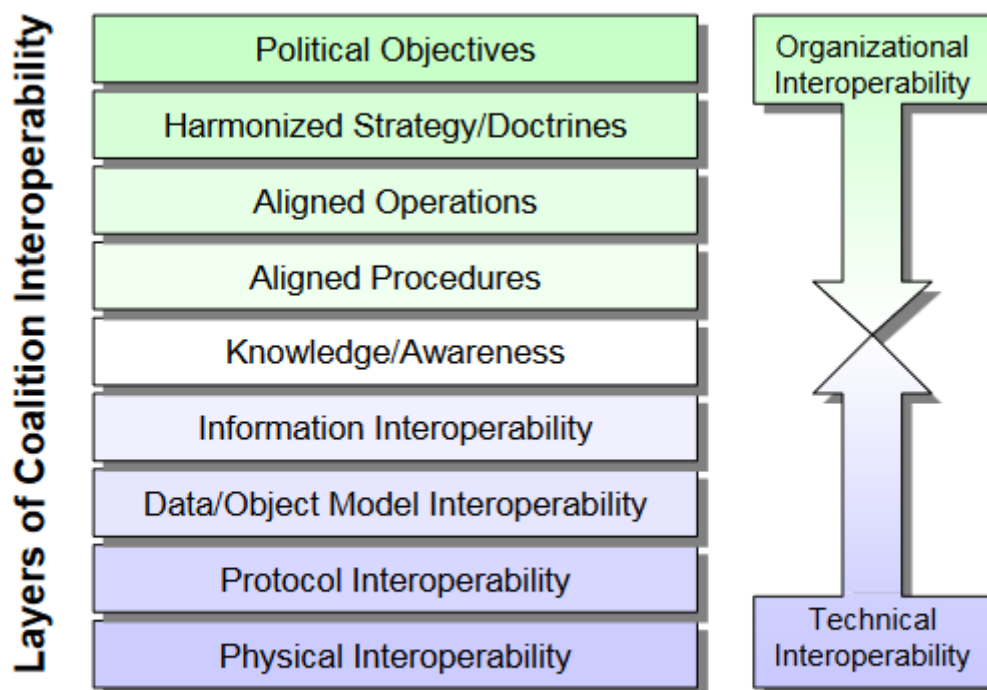 Layers of Coalition Interoperability
Political Objectives
Harmonized Strategy/Doctrines
Aligned Operations
Aligned Procedures
Knowledge/Awareness
Information Interoperability
Data/Object Model Interoperability
Protocol Interoperability
Physical Interoperability
Organizational
Interoperability
Technical
Interoperability